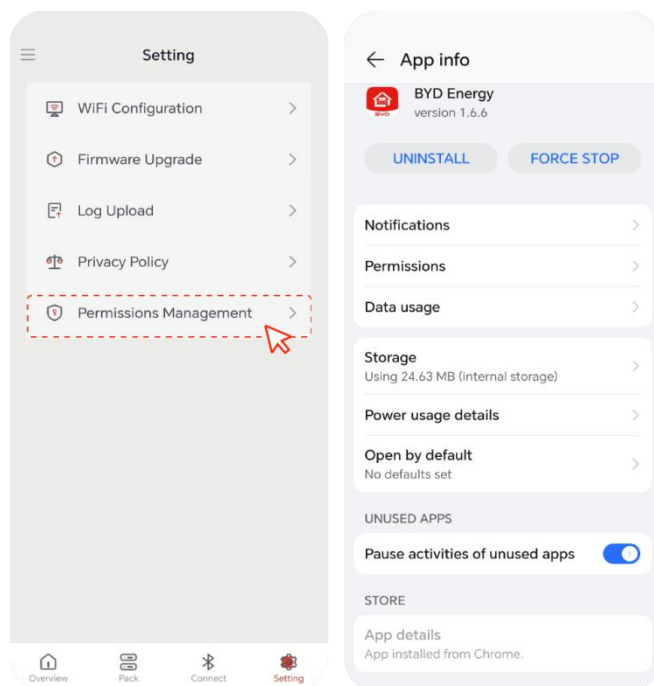 Setting
WiFi Configuration
Firmware Upgrade
Log Upload
Privacy Policy
Permissions Management
Overview
Pack
Connect
Setting
App info
BYD
BYD Energy
version 1.6.6
UNINSTALL
FORCE STOP
Notifications
Permissions
Data usage
Storage
Using 24.63 MB (internal storage)
Power usage details
Open by default
No defaults set
UNUSED APPS
Pause activities of unused apps
STORE
App details
App installed from Chrome.